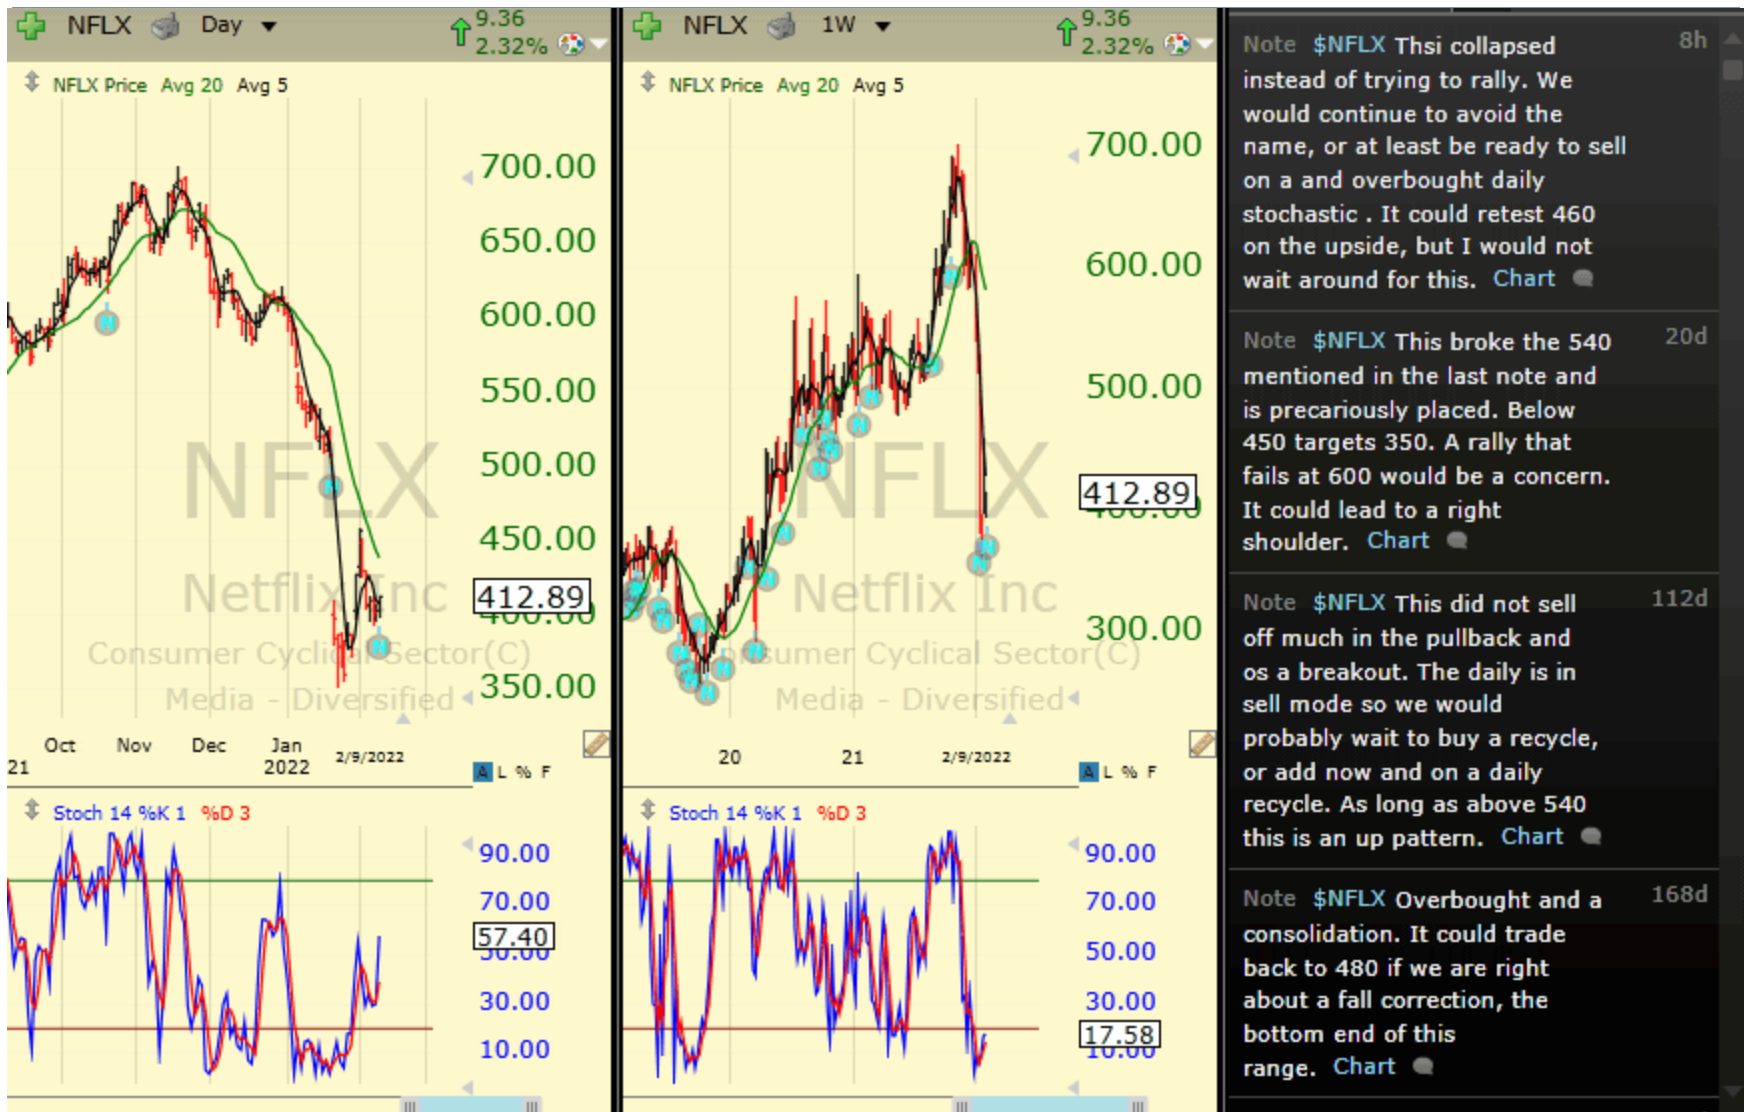 NFLX Day
9.36
2.32%
NFLX Price Avg 20 Avg 5
700.00
650.00
600.00
550.00
500.00
450.00
412.89
400.00
350.00
NFLX
Netflix Inc
Consumer Cyclical Sector(C)
Media - Diversified
N
N
N
Oct Nov Dec Jan 2/9/2022
21 2022
A L % F
Stoch 14 %K 1 %D 3
90.00
70.00
57.40
50.00
30.00
10.00
NFLX 1W
9.36
2.32%
NFLX Price Avg 20 Avg 5
700.00
600.00
500.00
412.89
400.00
300.00
NFLX
Netflix Inc
Consumer Cyclical Sector(C)
Media - Diversified
20 21 2/9/2022
A L % F
Stoch 14 %K 1 %D 3
90.00
70.00
50.00
30.00
17.58
10.00
Note $NFLX Thsi collapsed 8h
instead of trying to rally. We
would continue to avoid the
name, or at least be ready to sell
on a and overbought daily
stochastic . It could retest 460
on the upside, but I would not
wait around for this. Chart
Note $NFLX This broke the 540 20d
mentioned in the last note and
is precariously placed. Below
450 targets 350. A rally that
fails at 600 would be a concern.
It could lead to a right
shoulder. Chart
Note $NFLX This did not sell 112d
off much in the pullback and
os a breakout. The daily is in
sell mode so we would
probably wait to buy a recycle,
or add now and on a daily
recycle. As long as above 540
this is an up pattern. Chart
Note $NFLX Overbought and a 168d
consolidation. It could trade
back to 480 if we are right
about a fall correction, the
bottom end of this
range. Chart